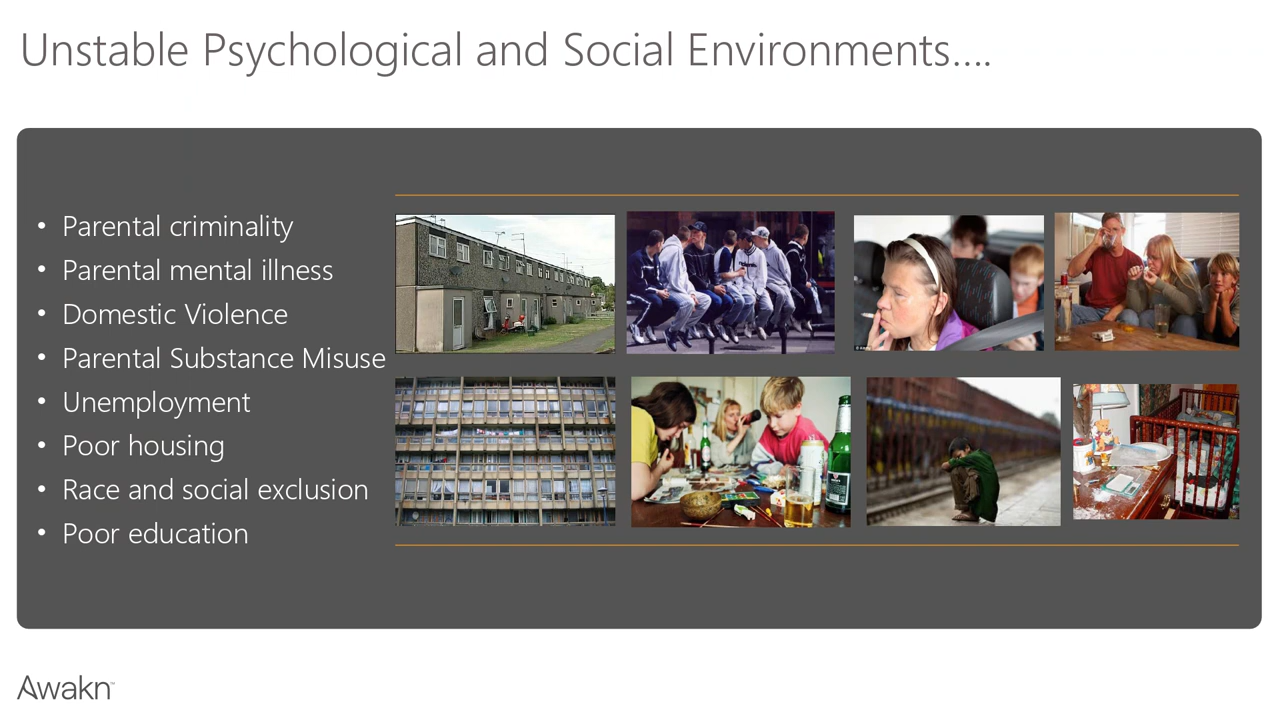 Unstable Psychological and Social Environments....
• Parental criminality
• Parental mental illness
• Domestic Violence
• Parental Substance Misuse
• Unemployment
• Poor housing
• Race and social exclusion
• Poor education
Awakn™